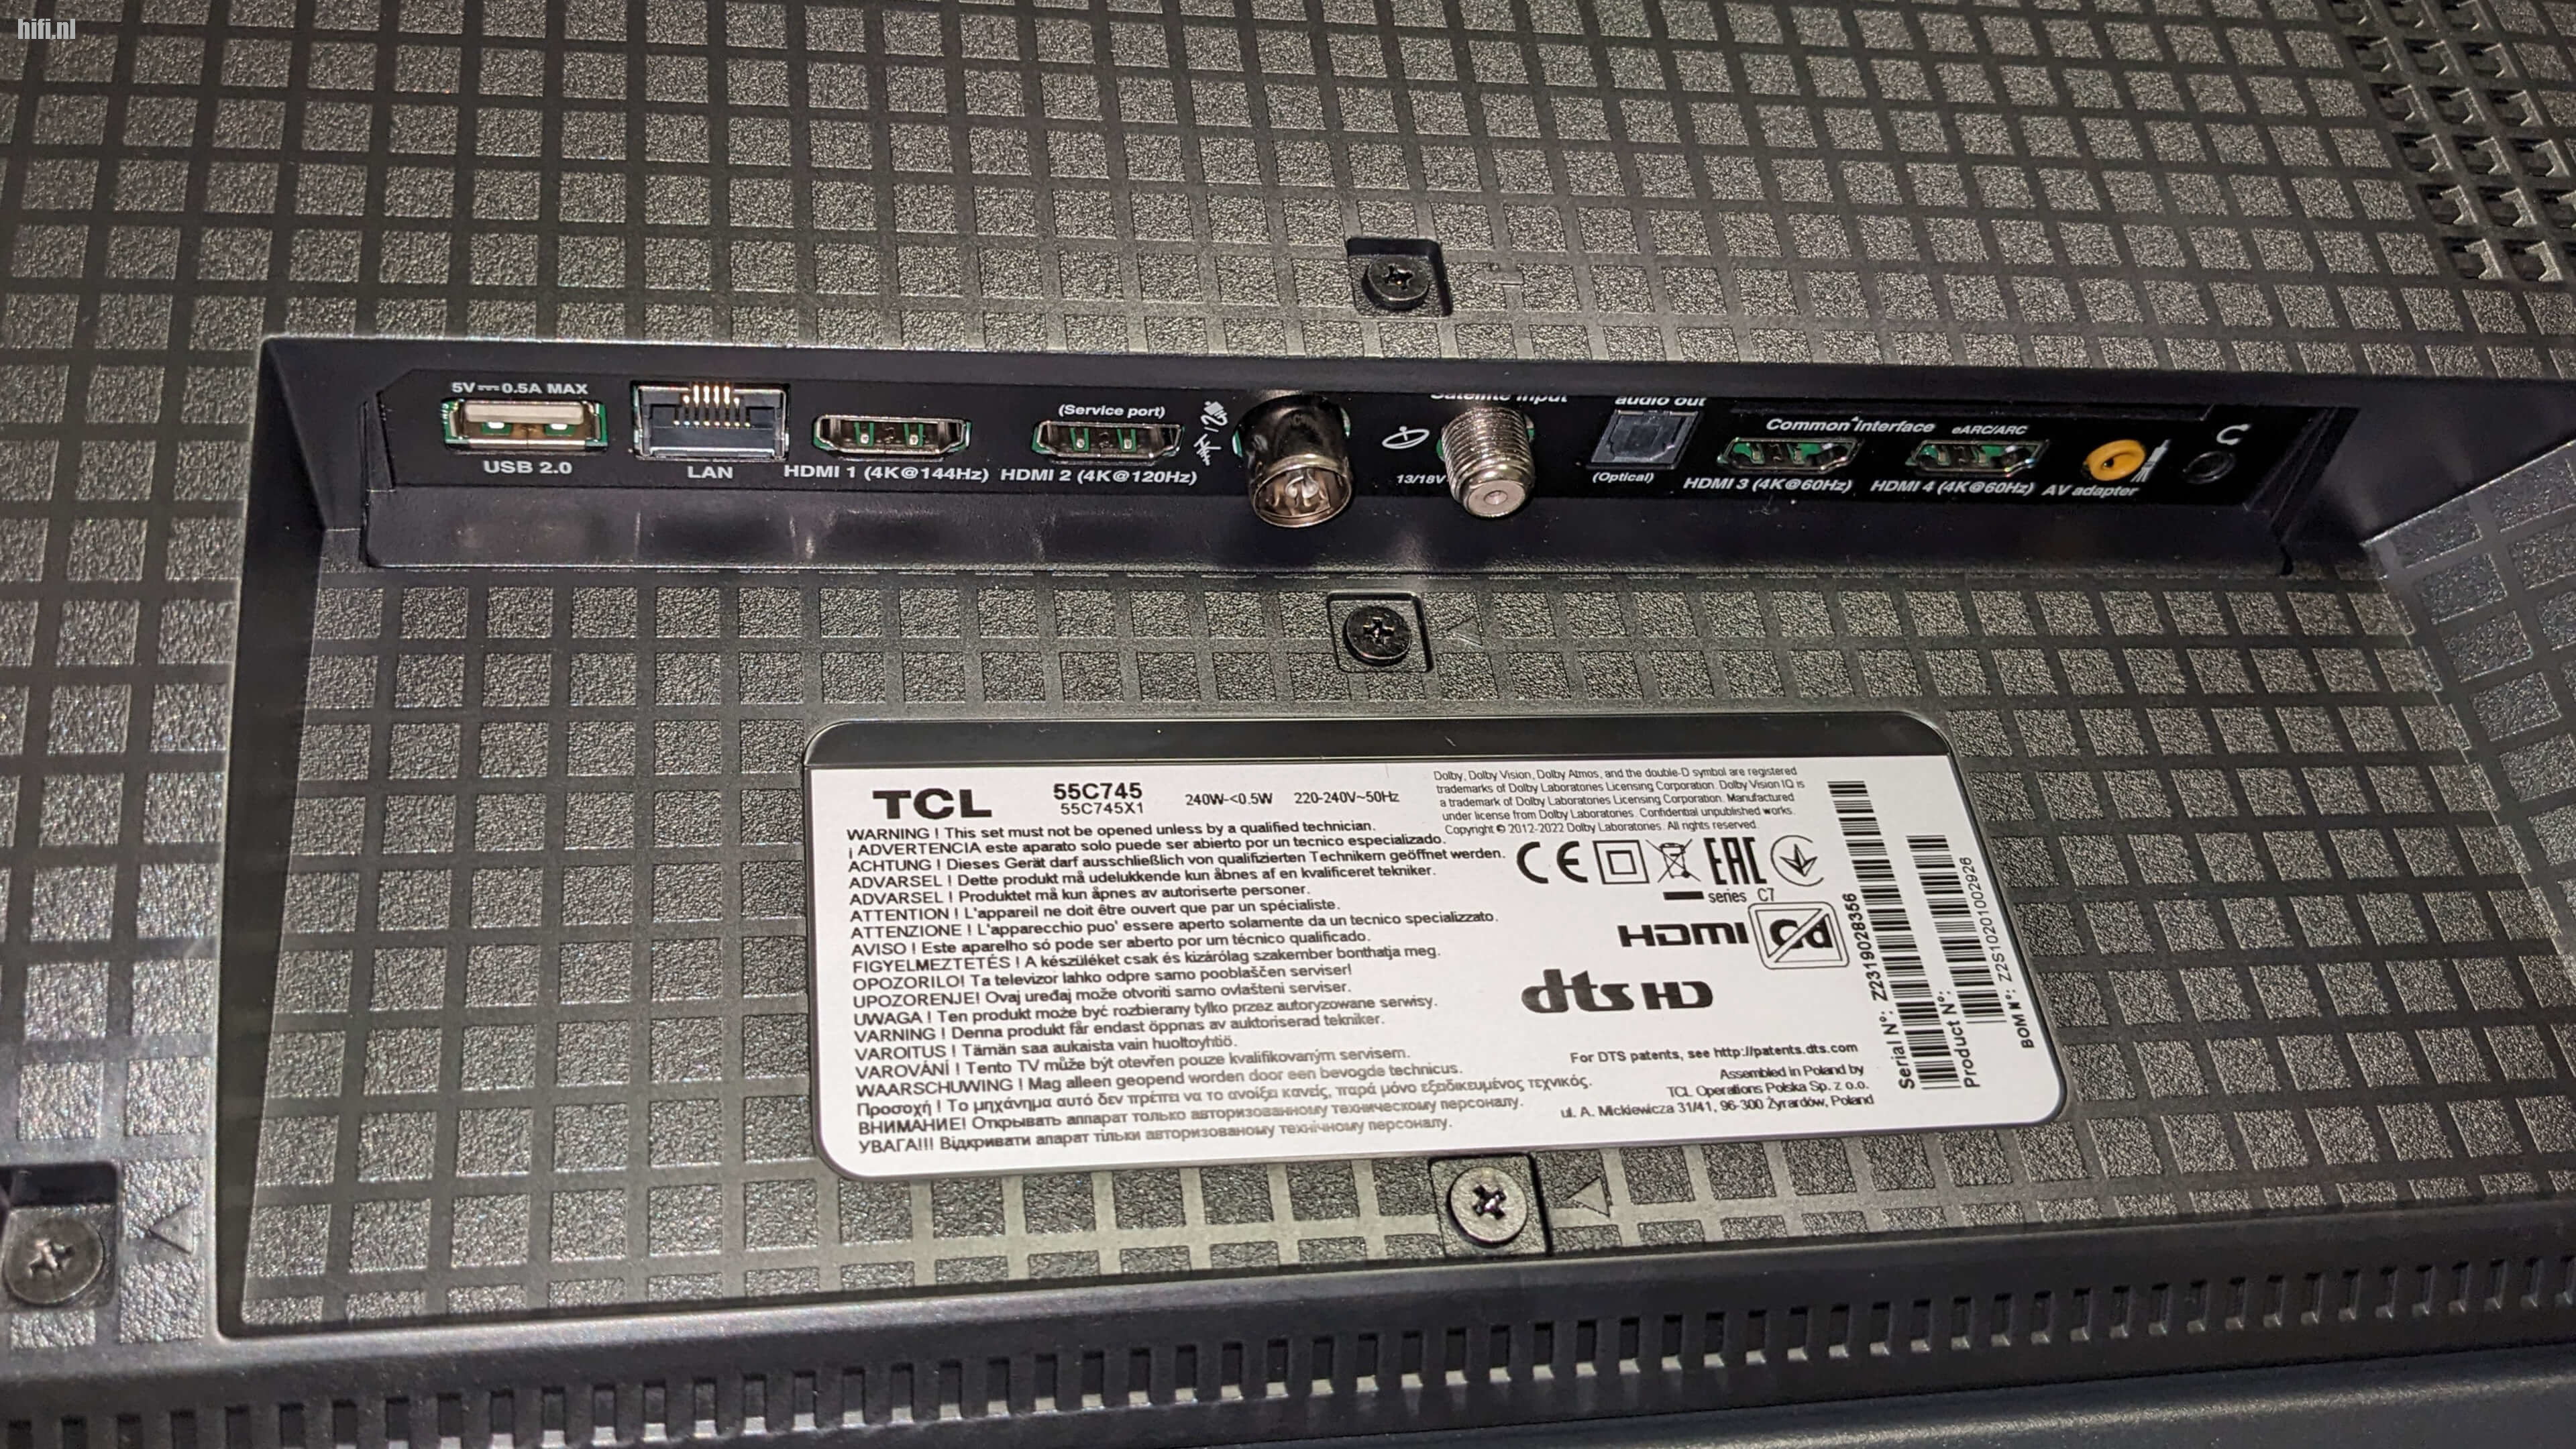 hifi.nl
5V 0.5A MAX
USB 2.0
LAN
HDMI 1 (4K@144Hz)
(Service port)
HDMI 2 (4K@120Hz)
Satellite input
13/18V
audio out
(Optical)
Common interface
HDMI 3 (4K@60Hz)
eARC/ARC
HDMI 4 (4K@60Hz)
AV adapter
TCL
55C745
55C745X1
240W-<0.5W 220-240V~50Hz
Dolby, Dolby Vision, Dolby Atmos, and the double-D symbol are registered
trademarks of Dolby Laboratories Licensing Corporation. Dolby Vision IQ is
a trademark of Dolby Laboratories Licensing Corporation. Manufactured
under license from Dolby Laboratories. Confidential unpublished works.
Copyright © 2012-2022 Dolby Laboratories. All rights reserved.
WARNING ! This set must not be opened unless by a qualified technician.
¡ ADVERTENCIA este aparato solo puede ser abierto por un tecnico especializado.
ACHTUNG ! Dieses Gerät darf ausschließlich von qualifizierten Technikern geöffnet werden.
ADVARSEL ! Dette produkt må udelukkende kun åbnes af en kvalificeret tekniker.
ADVARSEL ! Produktet må kun åpnes av autoriserte personer.
ATTENTION ! L'appareil ne doit être ouvert que par un spécialiste.
ATTENZIONE ! L'apparecchio puo' essere aperto solamente da un tecnico specializzato.
AVISO ! Este aparelho só pode ser aberto por um técnico qualificado.
FIGYELMEZTETÉS ! A készüléket csak és kizárólag szakember bonthatja meg.
OPOZORILO! Ta televizor lahko odpre samo pooblaščen serviser!
UPOZORENJE! Ovaj uređaj može otvoriti samo ovlašteni serviser.
UWAGA ! Ten produkt może być rozbierany tylko przez autoryzowane serwisy.
VARNING ! Denna produkt får endast öppnas av auktoriserad tekniker.
VAROITUS ! Tämän saa aukaista vain huoltoyhtiö.
VAROVÁNÍ ! Tento TV může být otevřen pouze kvalifikovaným servisem.
WAARSCHUWING ! Mag alleen geopend worden door een bevoegde technicus.
Προσοχή ! Το μηχάνημα αυτό δεν πρέπει να το ανοίξει κανείς, παρά μόνο εξειδικευμένος τεχνικός.
ВНИМАНИЕ! Открывать аппарат только авторизованному техническому персоналу.
УВАГА!!! Відкривати апарат тільки авторизованому технічному персоналу.
CE EAC
series C7
HDMI
dts HD
For DTS patents, see http://patents.dts.com
Assembled in Poland by
TCL Operations Polska Sp. z o.o.
ul. A. Mickiewicza 31/41, 96-300 Żyrardów, Poland
Serial Nº: Z2319028356
Product Nº:
BOM Nº: Z2S10201002926